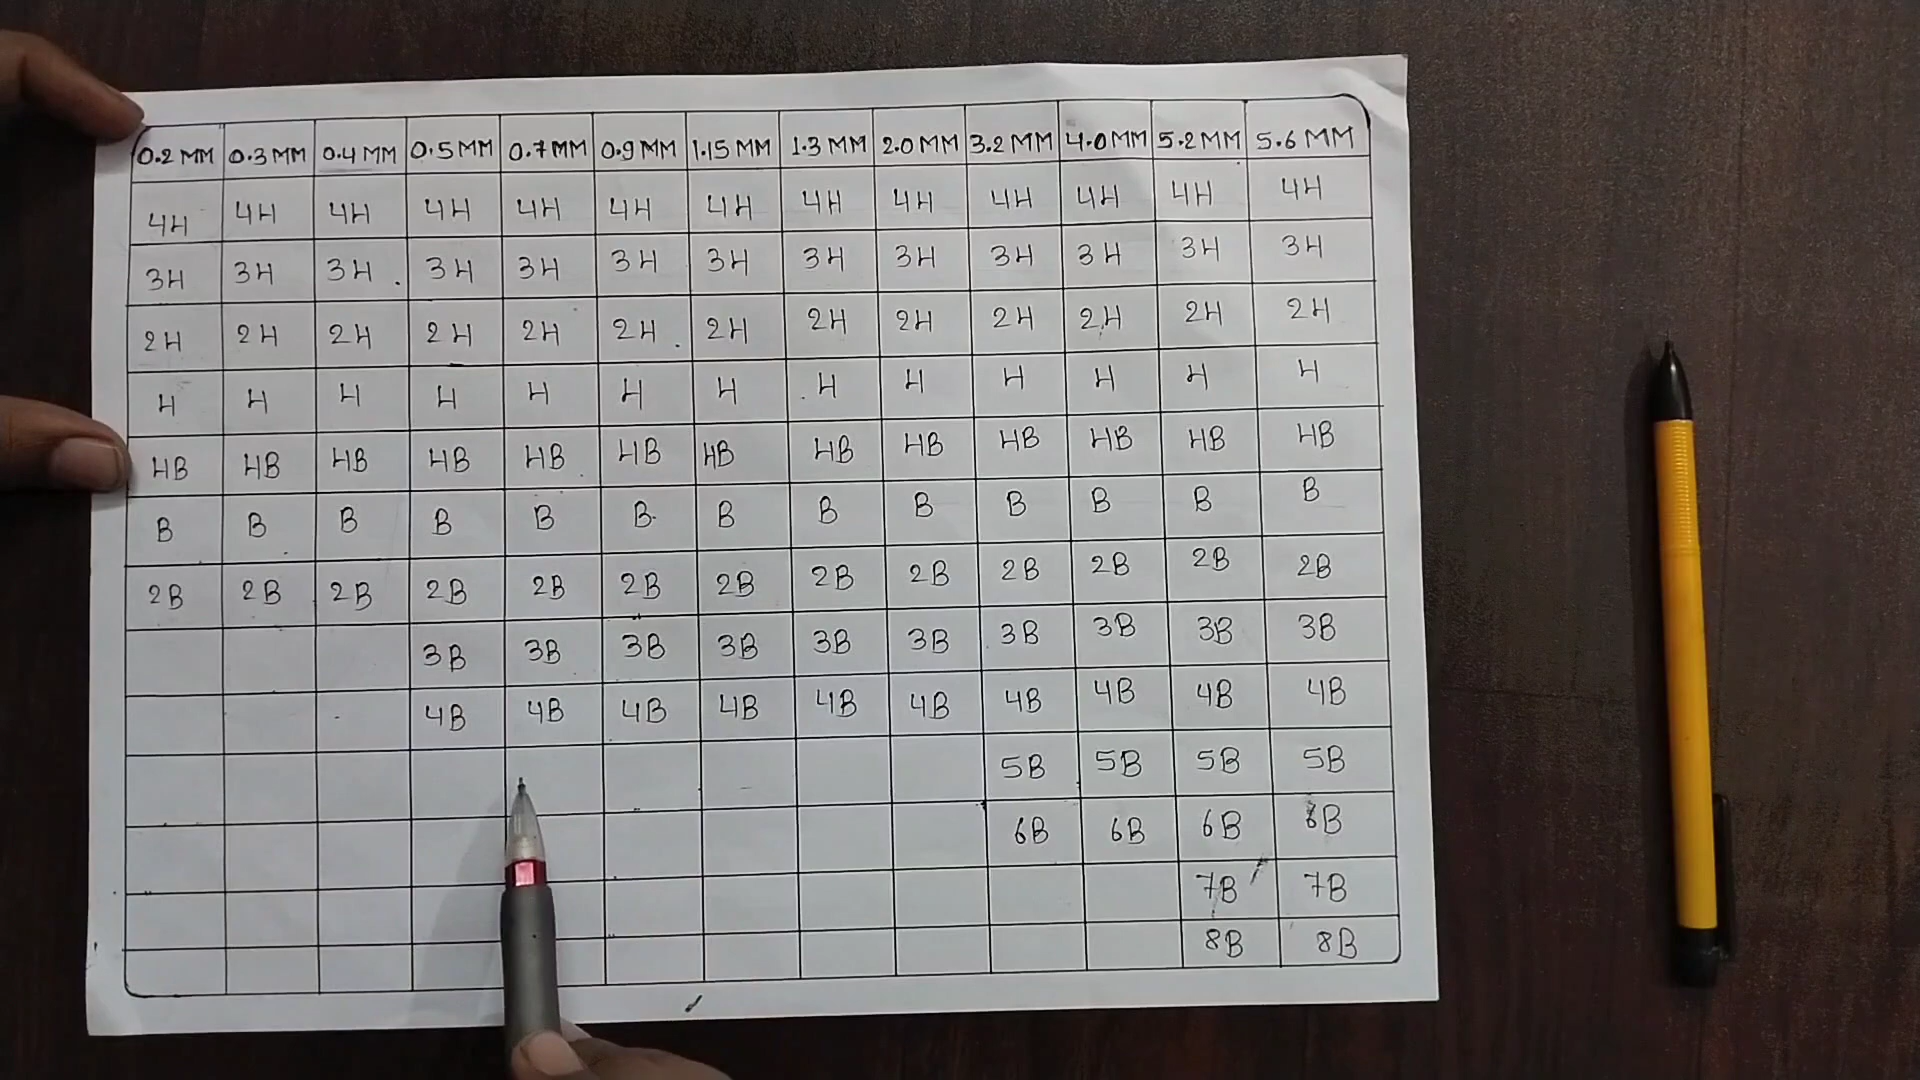 0.2 MM 0.3 MM 0.4 MM 0.5 MM 0.7 MM 0.9 MM 1.15 MM 1.3 MM 2.0 MM 3.2 MM 4.0 MM 5.2 MM 5.6 MM
4H 4H 4H 4H 4H 4H 4H 4H 4H 4H 4H 4H 4H
3H 3H 3H 3H 3H 3H 3H 3H 3H 3H 3H 3H 3H
2H 2H 2H 2H 2H 2H 2H 2H 2H 2H 2H 2H 2H
H H H H H H H H H H H H H
HB HB HB HB HB HB HB HB HB HB HB HB HB
B B B B B B B B B B B B B
2B 2B 2B 2B 2B 2B 2B 2B 2B 2B 2B 2B 2B
3B 3B 3B 3B 3B 3B 3B 3B 3B 3B
4B 4B 4B 4B 4B 4B 4B 4B 4B 4B
5B 5B 5B 5B
6B 6B 6B 6B
7B 7B
8B 8B